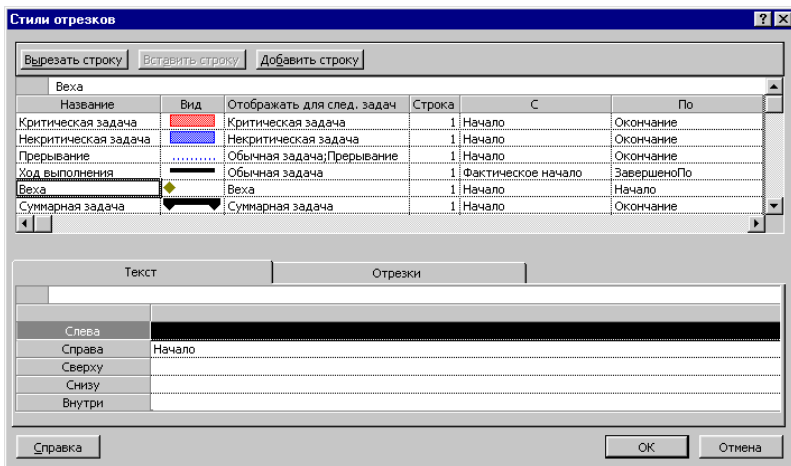 Стили отрезков
Вырезать строку Вставить строку Добавить строку
Веха
Название Вид Отображать для след. задач Строка С По
Критическая задача Критическая задача 1 Начало Окончание
Некритическая задача Некритическая задача 1 Начало Окончание
Прерывание Обычная задача;Прерывание 1 Начало Окончание
Ход выполнения Обычная задача 1 Фактическое начало ЗавершеноПо
Веха Веха 1 Начало Начало
Суммарная задача Суммарная задача 1 Начало Окончание
Текст Отрезки
Слева
Справа Начало
Сверху
Снизу
Внутри
Справка OK Отмена